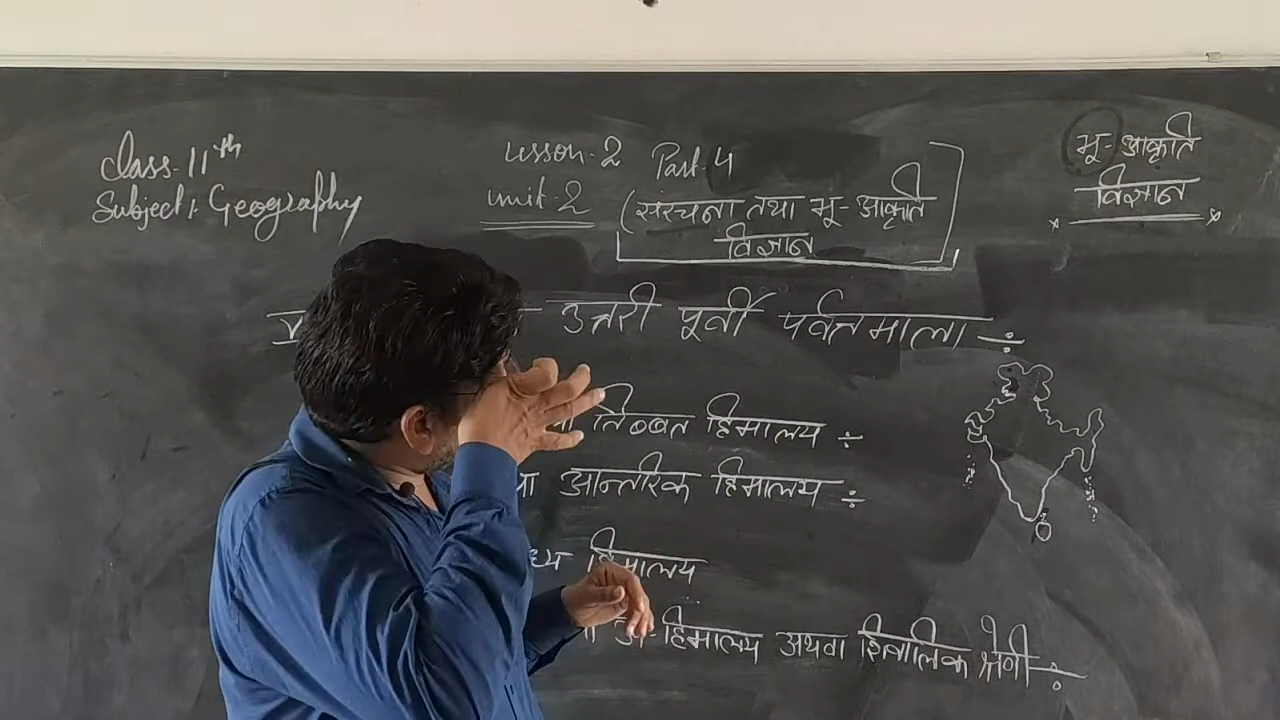 Class-11th
Subject:- Geography
Lesson-2 Part-4
unit-2 (संरचना तथा भू-आकृति
विज्ञान
भू-आकृति
विज्ञान
उत्तरी पूर्वी पर्वतमाला ÷
तिब्बत हिमालय ÷
आन्तरिक हिमालय ÷
हिमालय
उप-हिमालय अथवा शिवालिक श्रेणी ÷